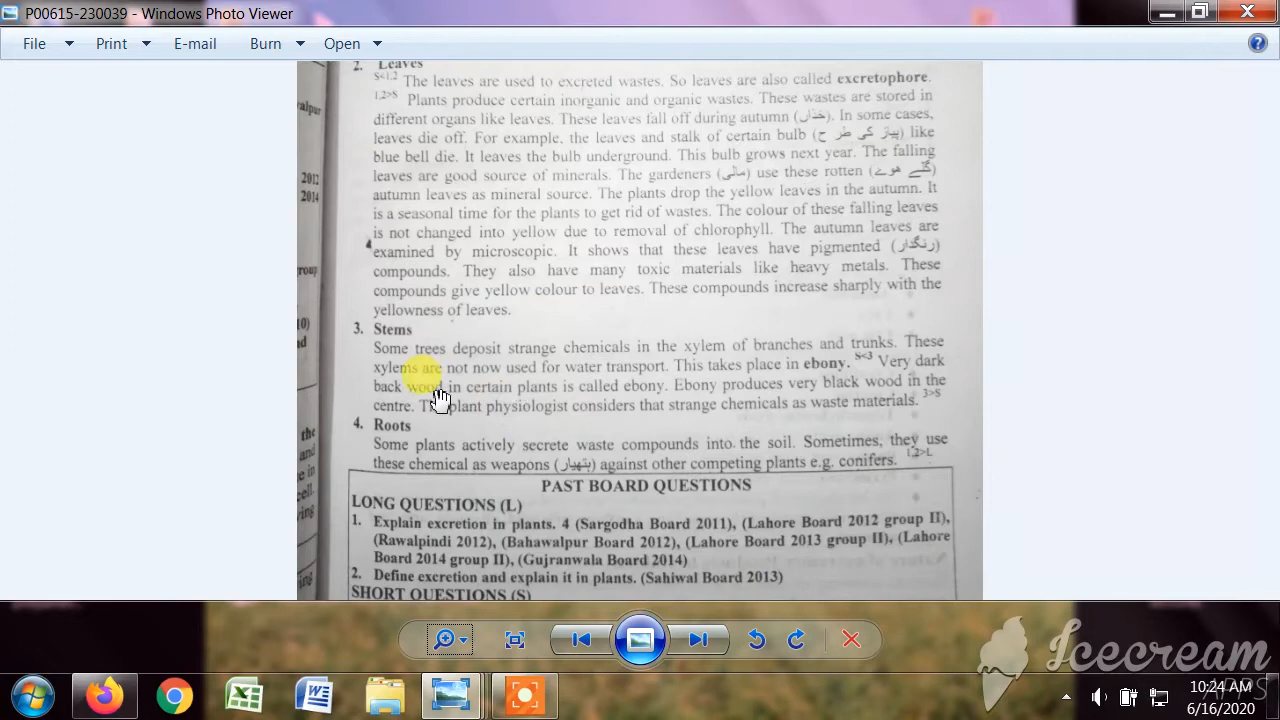 P00615-230039 - Windows Photo Viewer
File Print E-mail Burn Open
2. Leaves
S<1,2 The leaves are used to excreted wastes. So leaves are also called excretophore.
1,2>S Plants produce certain inorganic and organic wastes. These wastes are stored in
different organs like leaves. These leaves fall off during autumn (خذاں). In some cases,
leaves die off. For example, the leaves and stalk of certain bulb (پیاز کی طر ح) like
blue bell die. It leaves the bulb underground. This bulb grows next year. The falling
leaves are good source of minerals. The gardeners (مالی) use these rotten (گلے ھوے)
autumn leaves as mineral source. The plants drop the yellow leaves in the autumn. It
is a seasonal time for the plants to get rid of wastes. The colour of these falling leaves
is not changed into yellow due to removal of chlorophyll. The autumn leaves are
examined by microscopic. It shows that these leaves have pigmented (رنگدار)
compounds. They also have many toxic materials like heavy metals. These
compounds give yellow colour to leaves. These compounds increase sharply with the
yellowness of leaves.
3. Stems
Some trees deposit strange chemicals in the xylem of branches and trunks. These
xylems are not now used for water transport. This takes place in ebony. S<3 Very dark
back wood in certain plants is called ebony. Ebony produces very black wood in the
centre. plant physiologist considers that strange chemicals as waste materials. 3>S
4. Roots
Some plants actively secrete waste compounds into the soil. Sometimes, they use
these chemical as weapons (ہتھیار) against other competing plants e.g. conifers. 1,2>L
PAST BOARD QUESTIONS
LONG QUESTIONS (L)
1. Explain excretion in plants. 4 (Sargodha Board 2011), (Lahore Board 2012 group II),
(Rawalpindi 2012), (Bahawalpur Board 2012), (Lahore Board 2013 group II), (Lahore
Board 2014 group II), (Gujranwala Board 2014)
2. Define excretion and explain it in plants. (Sahiwal Board 2013)
SHORT QUESTIONS (S)
2012
2014
the
and
Icecream
APPS
10:24 AM
6/16/2020